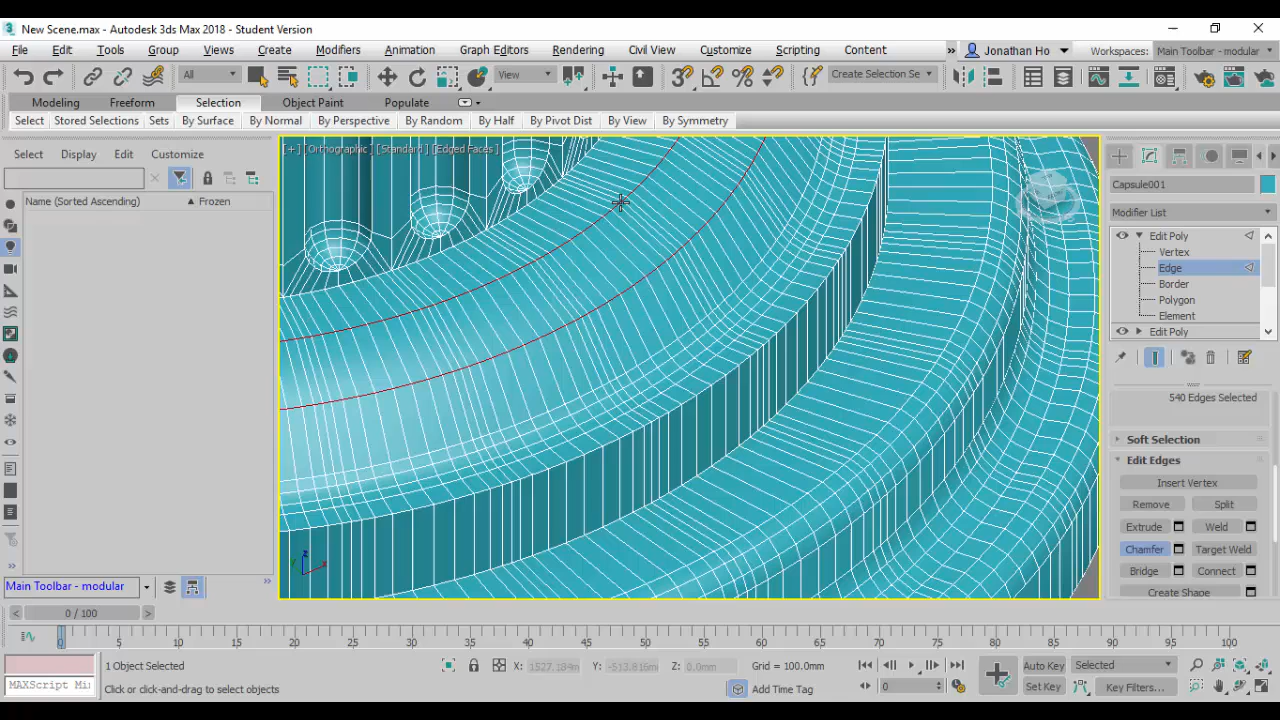 New Scene.max - Autodesk 3ds Max 2018 - Student Version
File Edit Tools Group Views Create Modifiers Animation Graph Editors Rendering Civil View Customize Scripting Content » Jonathan Ho Workspaces: Main Toolbar - modular
All View Create Selection Se
Modeling Freeform Selection Object Paint Populate
Select Stored Selections Sets By Surface By Normal By Perspective By Random By Half By Pivot Dist By View By Symmetry
Select Display Edit Customize
Name (Sorted Ascending) ▲ Frozen
[+] [Orthographic] [Standard] [Edged Faces]
z
x
Capsule001
Modifier List
Edit Poly
Vertex
Edge
Border
Polygon
Element
Edit Poly
540 Edges Selected
Soft Selection
Edit Edges
Insert Vertex
Remove Split
Extrude Weld
Chamfer Target Weld
Bridge Connect
Create Shape
Main Toolbar - modular
< 0 / 100 >
0 5 10 15 20 25 30 35 40 45 50 55 60 65 70 75 80 85 90 95 100
1 Object Selected X: 1527.184m Y: -513.816m Z: 0.0mm Grid = 100.0mm Auto Key Selected
MAXScript Mi Click or click-and-drag to select objects Add Time Tag 0 Set Key Key Filters...